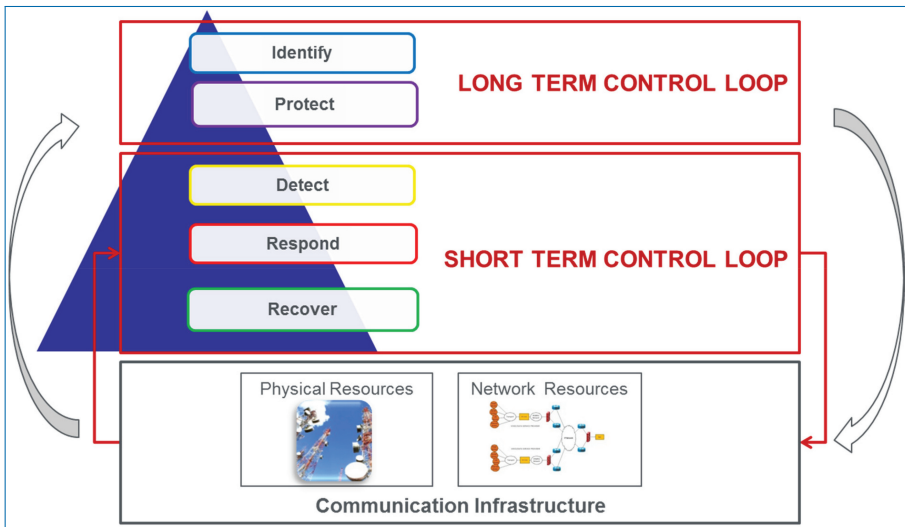 Identify
Protect
LONG TERM CONTROL LOOP
Detect
Respond
SHORT TERM CONTROL LOOP
Recover
Physical Resources
Network Resources
Communication Infrastructure